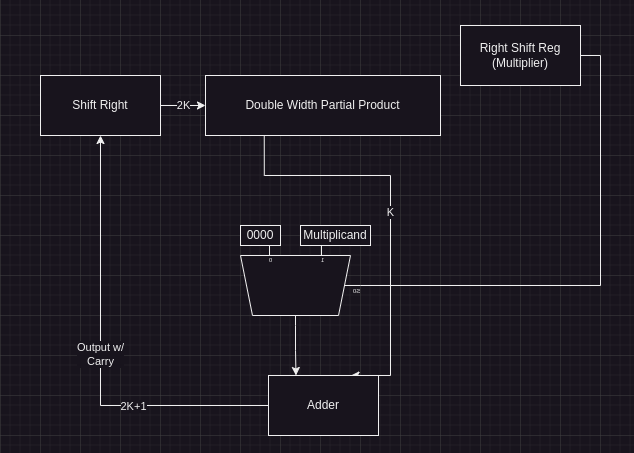 Right Shift Reg
(Multiplier)
Shift Right
2K
Double Width Partial Product
K
0000
Multiplicand
0
1
S0
Output w/
Carry
2K+1
Adder